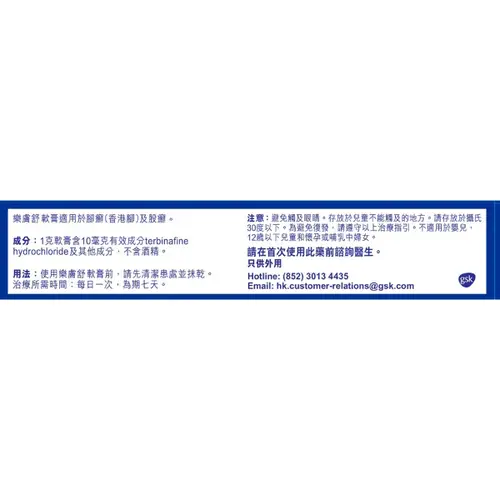 樂膚舒軟膏適用於腳癬(香港腳)及股癬。
成分：1克軟膏含10毫克有效成分terbinafine
hydrochloride及其他成分，不含酒精。
用法：使用樂膚舒軟膏前，請先清潔患處並抹乾。
治療所需時間：每日一次，為期七天。
注意：避免觸及眼睛。存放於兒童不能觸及的地方。請存放於攝氏
30度以下。為避免復發，請遵守以上治療指引。不適用於嬰兒，
12歲以下兒童和懷孕或哺乳中婦女。
請在首次使用此藥前諮詢醫生。
只供外用
Hotline: (852) 3013 4435
Email: hk.customer-relations@gsk.com
gsk